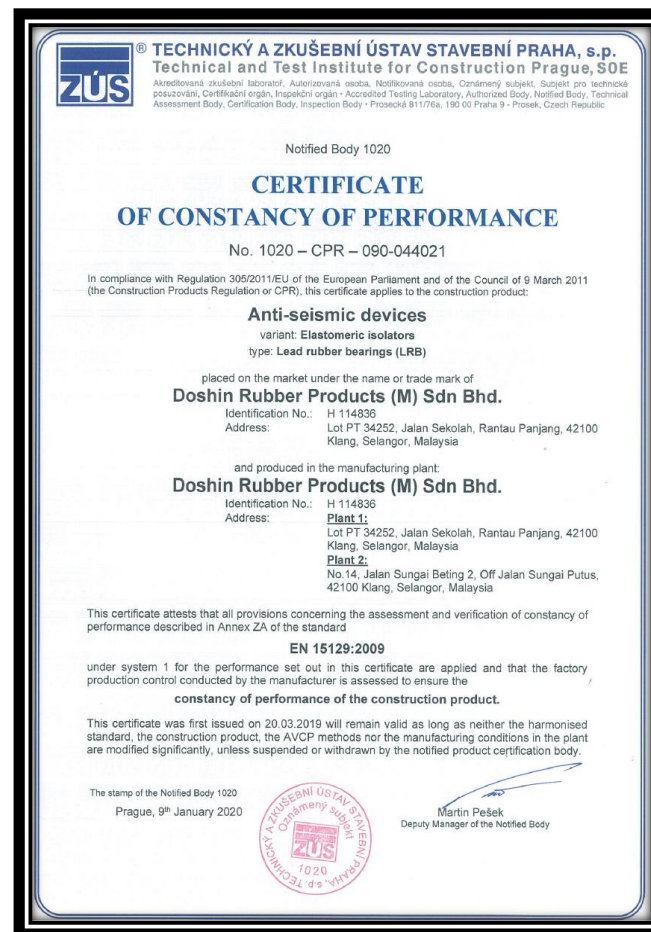 ZÚS
® TECHNICKÝ A ZKUŠEBNÍ ÚSTAV STAVEBNÍ PRAHA, s.p.
Technical and Test Institute for Construction Prague, SOE
Akreditovaná zkušební laboratoř, Autorizovaná osoba, Notifikovaná osoba, Oznámený subjekt, Subjekt pro technické
posuzování, Certifikační orgán, Inspekční orgán • Accredited Testing Laboratory, Authorized Body, Notified Body, Technical
Assessment Body, Certification Body, Inspection Body • Prosecká 811/76a, 190 00 Praha 9 - Prosek, Czech Republic
Notified Body 1020
CERTIFICATE
OF CONSTANCY OF PERFORMANCE
No. 1020 – CPR – 090-044021
In compliance with Regulation 305/2011/EU of the European Parliament and of the Council of 9 March 2011
(the Construction Products Regulation or CPR), this certificate applies to the construction product:
Anti-seismic devices
variant: Elastomeric isolators
type: Lead rubber bearings (LRB)
placed on the market under the name or trade mark of
Doshin Rubber Products (M) Sdn Bhd.
Identification No.: H 114836
Address: Lot PT 34252, Jalan Sekolah, Rantau Panjang, 42100
Klang, Selangor, Malaysia
and produced in the manufacturing plant:
Doshin Rubber Products (M) Sdn Bhd.
Identification No.: H 114836
Address: Plant 1:
Lot PT 34252, Jalan Sekolah, Rantau Panjang, 42100
Klang, Selangor, Malaysia
Plant 2:
No.14, Jalan Sungai Beting 2, Off Jalan Sungai Putus,
42100 Klang, Selangor, Malaysia
This certificate attests that all provisions concerning the assessment and verification of constancy of
performance described in Annex ZA of the standard
EN 15129:2009
under system 1 for the performance set out in this certificate are applied and that the factory
production control conducted by the manufacturer is assessed to ensure the
constancy of performance of the construction product.
This certificate was first issued on 20.03.2019 will remain valid as long as neither the harmonised
standard, the construction product, the AVCP methods nor the manufacturing conditions in the plant
are modified significantly, unless suspended or withdrawn by the notified product certification body.
The stamp of the Notified Body 1020
Prague, 9th January 2020
TECHNICKÝ A ZKUŠEBNÍ ÚSTAV STAVEBNÍ PRAHA, s.p.
Oznámený subjekt
ZÚS
1020
Martin Pešek
Deputy Manager of the Notified Body